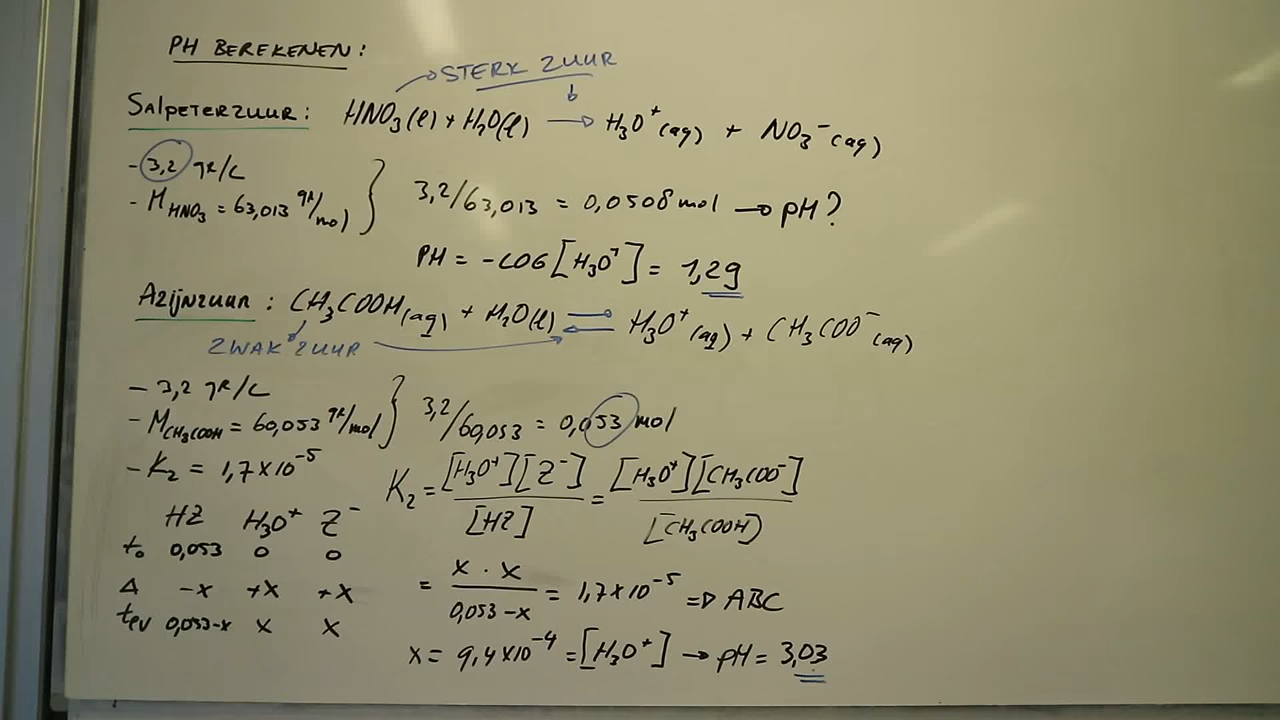 PH BEREKENEN:
STERK ZUUR
SALPETERZUUR: HNO₃(l) + H₂O(l) → H₃O⁺(aq) + NO₃⁻(aq)
- 3,2 gr/L
- M HNO₃ = 63,013 gr/mol } 3,2/63,013 = 0,0508 mol → pH?
PH = -LOG [H₃O⁺] = 1,29
AZIJNZUUR: CH₃COOH(aq) + H₂O(l) ⇌ H₃O⁺(aq) + CH₃COO⁻(aq)
ZWAK ZUUR
- 3,2 gr/L
- M CH₃COOH = 60,053 gr/mol } 3,2/60,053 = 0,053 mol
- Kz = 1,7×10⁻⁵
Kz = [H₃O⁺][Z⁻] / [HZ] = [H₃O⁺][CH₃COO⁻] / [CH₃COOH]
HZ H₃O⁺ Z⁻
t₀ 0,053 0 0
Δ -x +x +x
tev 0,053-x x x
= x · x / 0,053-x = 1,7×10⁻⁵ ⇒ ABC
x = 9,4×10⁻⁴ = [H₃O⁺] → pH = 3,03